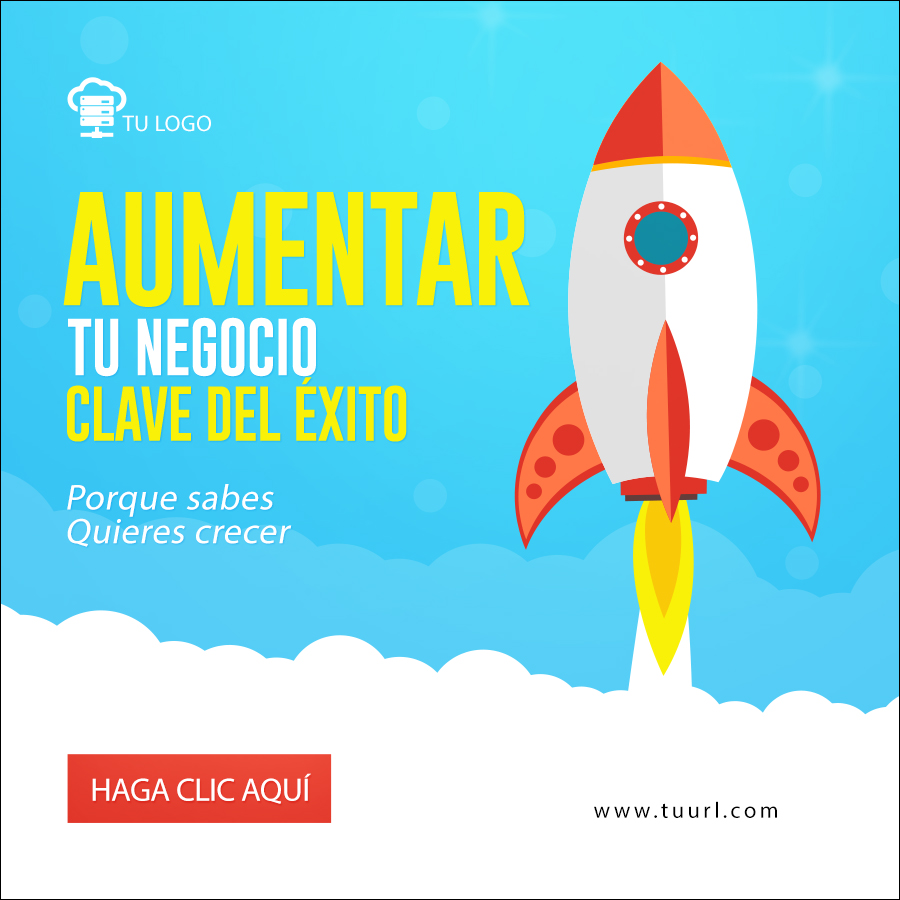 TU LOGO
AUMENTAR
TU NEGOCIO
CLAVE DEL ÉXITO
Porque sabes
Quieres crecer
HAGA CLIC AQUÍ
www.tuurl.com